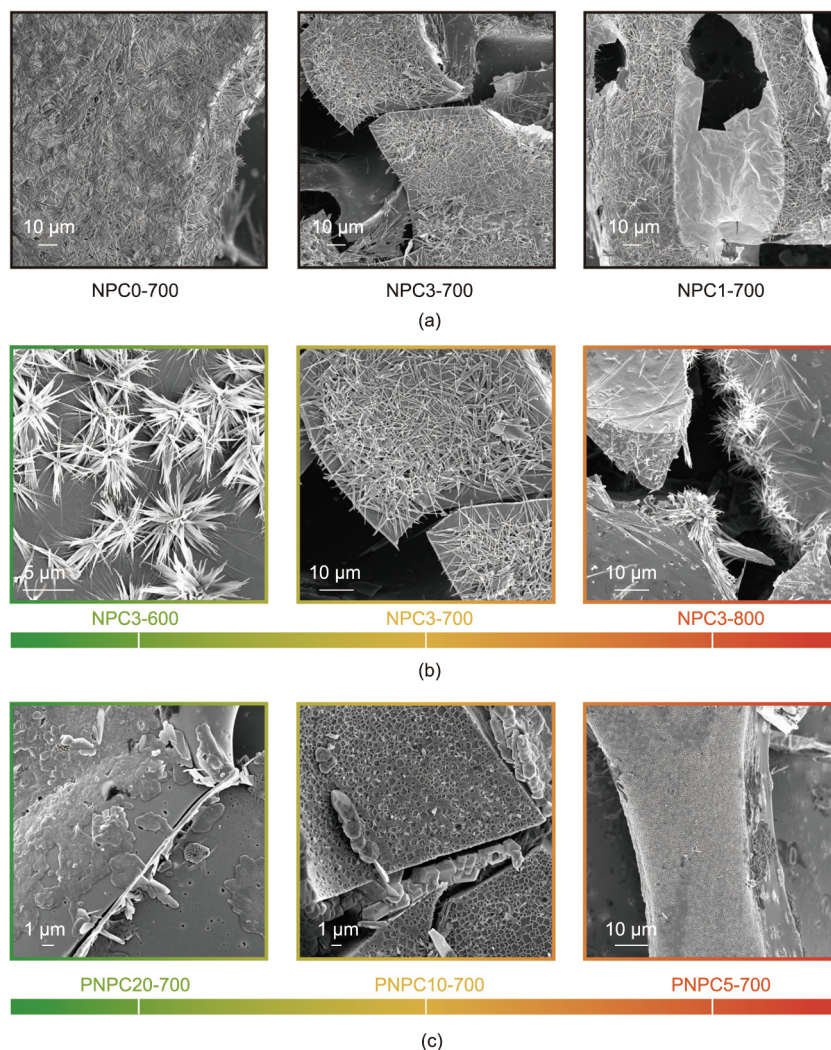 10 μm 10 μm 10 μm
NPC0-700 NPC3-700 NPC1-700
(a)
5 μm 10 μm 10 μm
NPC3-600 NPC3-700 NPC3-800
(b)
1 μm 1 μm 10 μm
PNPC20-700 PNPC10-700 PNPC5-700
(c)